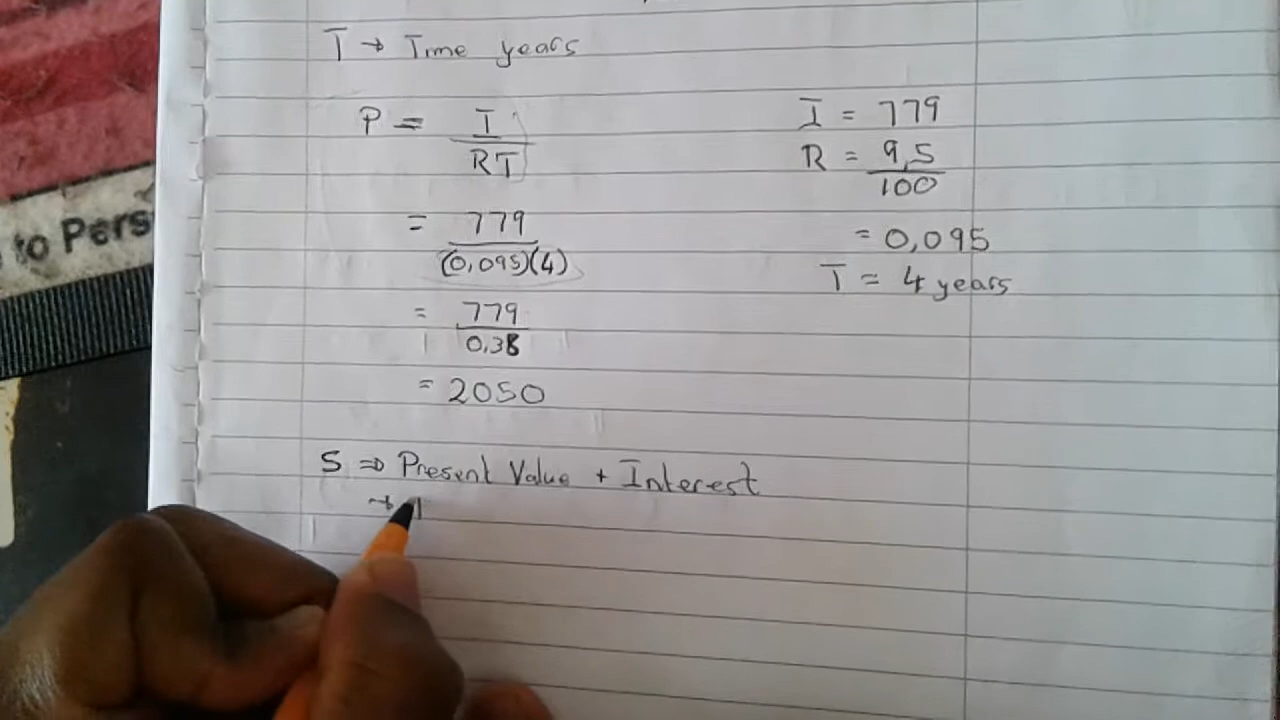 T → Time years
P = I
RT
= 779
(0,095)(4)
= 779
0,38
= 2050
I = 779
R = 9,5
100
= 0,095
T = 4 years
S ⇒ Present Value + Interest
→
to Pers